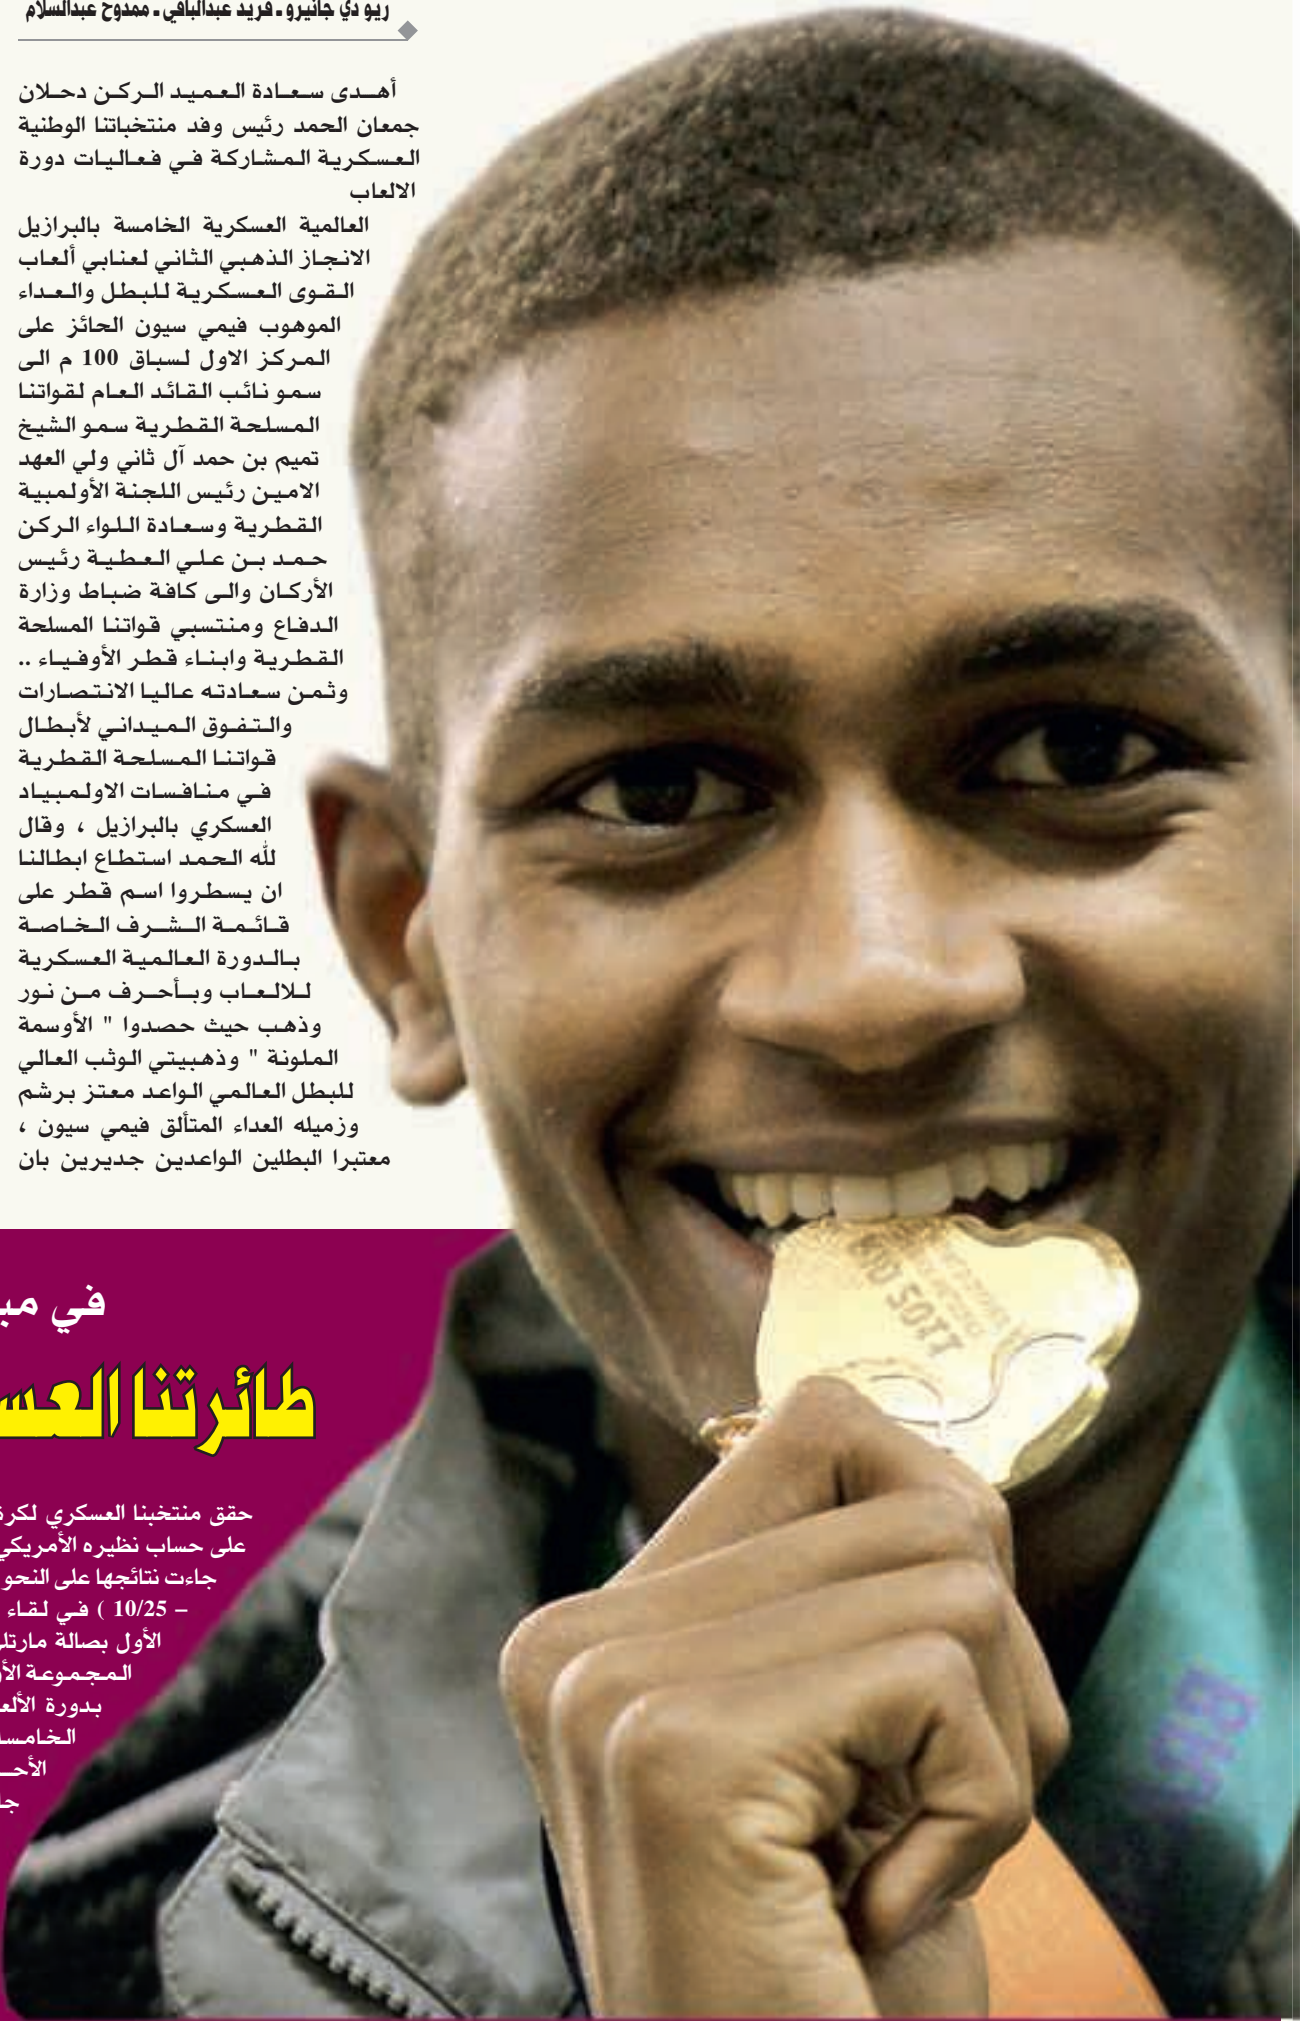 ريو دي جانيرو ـ فريد عبدالباقي ـ ممدوح عبدالسلام
أهدى سعادة العميد الركن دحلان
جمعان الحمد رئيس وفد منتخباتنا الوطنية
العسكرية المشاركة في فعاليات دورة
الالعاب
العالمية العسكرية الخامسة بالبرازيل
الانجاز الذهبي الثاني لعنابي ألعاب
القوى العسكرية للبطل والعداء
الموهوب فيمي سيون الحائز على
المركز الاول لسباق 100 م الى
سمو نائب القائد العام لقواتنا
المسلحة القطرية سمو الشيخ
تميم بن حمد آل ثاني ولي العهد
الامين رئيس اللجنة الأولمبية
القطرية وسعادة اللواء الركن
حمد بن علي العطية رئيس
الأركان والى كافة ضباط وزارة
الدفاع ومنتسبي قواتنا المسلحة
القطرية وابناء قطر الأوفياء ..
وثمن سعادته عاليا الانتصارات
والتفوق الميداني لأبطال
قواتنا المسلحة القطرية
في منافسات الاولمبياد
العسكري بالبرازيل ، وقال
لله الحمد استطاع ابطالنا
ان يسطروا اسم قطر على
قائمة الشرف الخاصة
بالدورة العالمية العسكرية
للالعاب وبأحرف من نور
وذهب حيث حصدوا " الأوسمة
الملونة " وذهبيتي الوثب العالي
للبطل العالمي الواعد معتز برشم
وزميله العداء المتألق فيمي سيون ،
معتبرا البطلين الواعدين جديرين بان
في مب
طائرتنا العس
حقق منتخبنا العسكري لكرة
على حساب نظيره الأمريكي
جاءت نتائجها على النحو
– 10/25 ) في لقاء
الأول بصالة مارتل
المجموعة الأ
بدورة الألع
الخامسة
الأحـ
جا